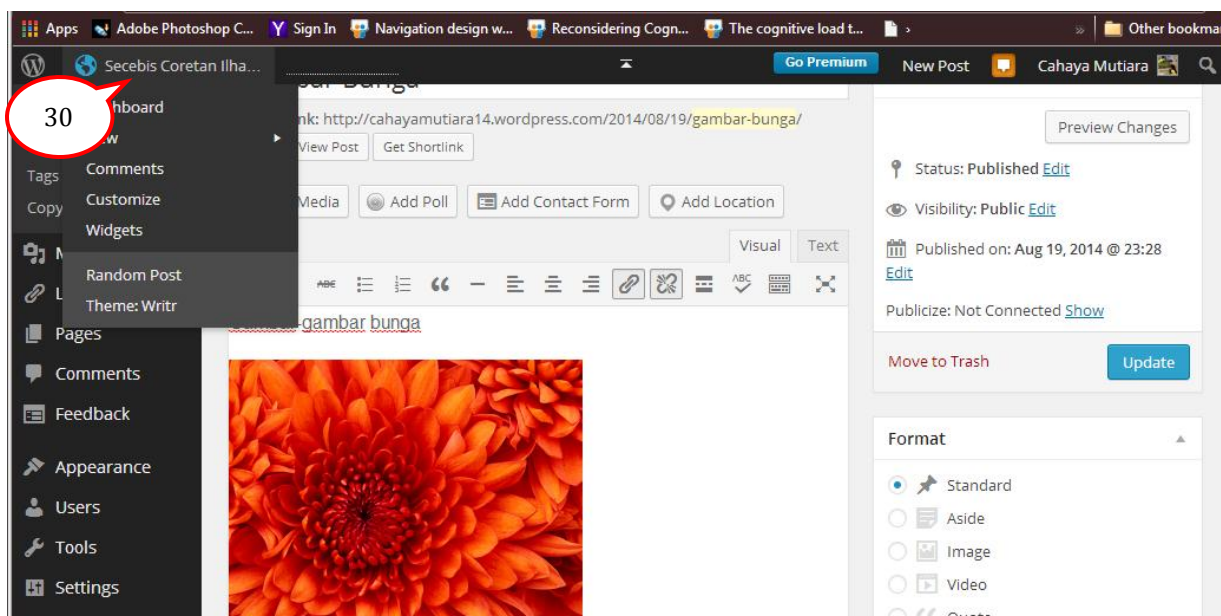 Apps Adobe Photoshop C... Sign In Navigation design w... Reconsidering Cogn... The cognitive load t... » Other bookma
Secebis Coretan Ilha... Go Premium New Post Cahaya Mutiara
30
Comments
Customize
Widgets
Random Post
Theme: Writr
Tags
Copy
Pages
Comments
Feedback
Appearance
Users
Tools
Settings
http://cahayamutiara14.wordpress.com/2014/08/19/gambar-bunga/
View Post Get Shortlink
Media Add Poll Add Contact Form Add Location
Visual Text
ABC ABC
gambar bunga
Preview Changes
Status: Published Edit
Visibility: Public Edit
Published on: Aug 19, 2014 @ 23:28
Edit
Publicize: Not Connected Show
Move to Trash Update
Format
Standard
Aside
Image
Video
Quote